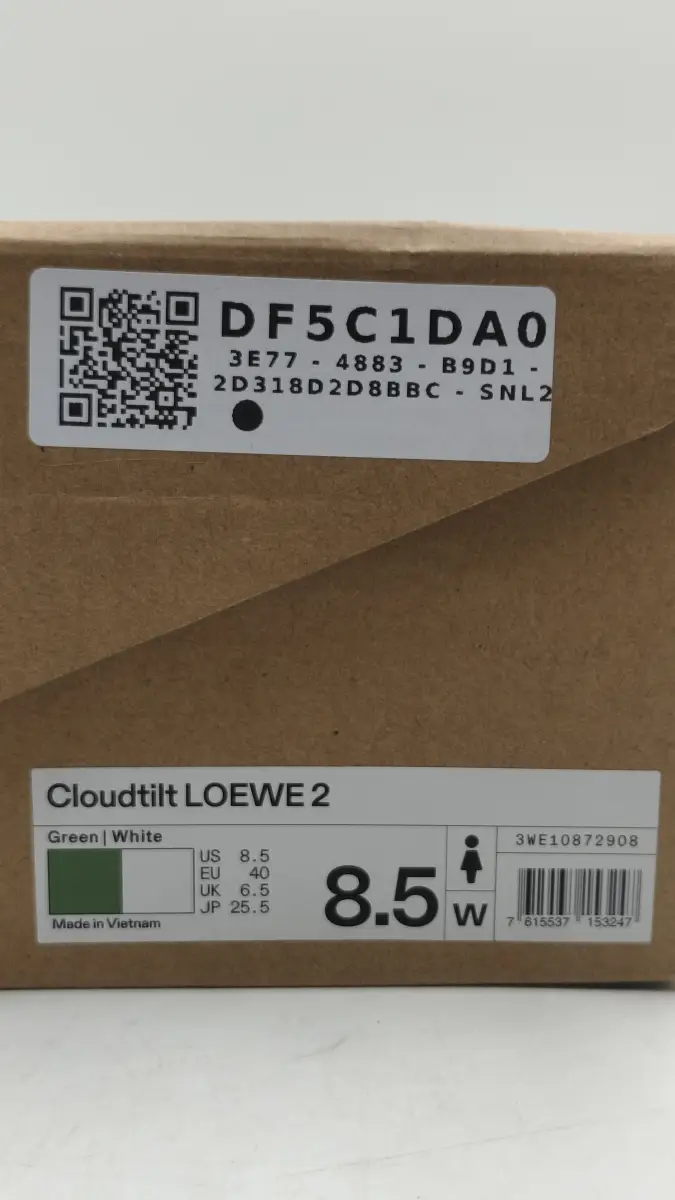 DF5C1DA0
3E77 - 4883 - B9D1 -
2D318D2D8BBC - SNL2
Cloudtilt LOEWE 2
Green | White
US 8.5
EU 40
UK 6.5
JP 25.5
Made in Vietnam
8.5
W
3WE10872908
7 615537 153247